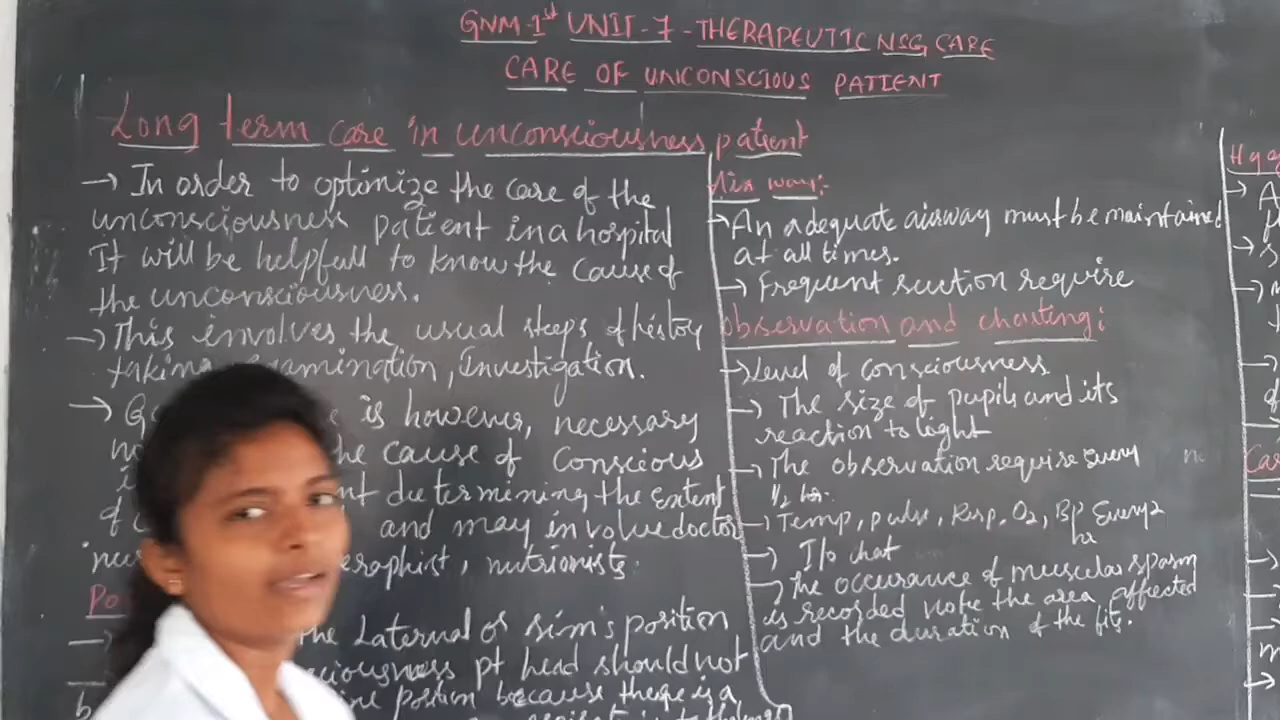 GNM-1st UNIT-7-THERAPEUTIC NSG CARE
CARE OF UNCONSCIOUS PATIENT
Long term care in unconsciousness patient
→ In order to optimize the care of the
unconsciousness patient in a hospital
It will be helpfull to know the cause of
the unconsciousness.
→ This involves the usual steps of history
taking, Examination, Investigation.
→ is however, necessary
the cause of Conscious
determining the extent
of and may involve doctor
nutrionists.
Po
→ the Laternal or sim's position
pt head should not
because there is a
Air way:-
→ An adequate airway must be maintained
at all times.
→ Frequent suction require
observation and charting:
→ Level of consciousness
→ The size of pupils and its
reaction to light
→ The observation require every
1/2 hr.
→ Temp, pulse, Resp, O2, BP Every 2
hr
→ I/o chat
→ The occurance of muscular spasm
is recorded note the area affected
and the duration of the fits.
Hyg
→ A
→ S
→ m
→
→
Ca
→
→
→
m
→